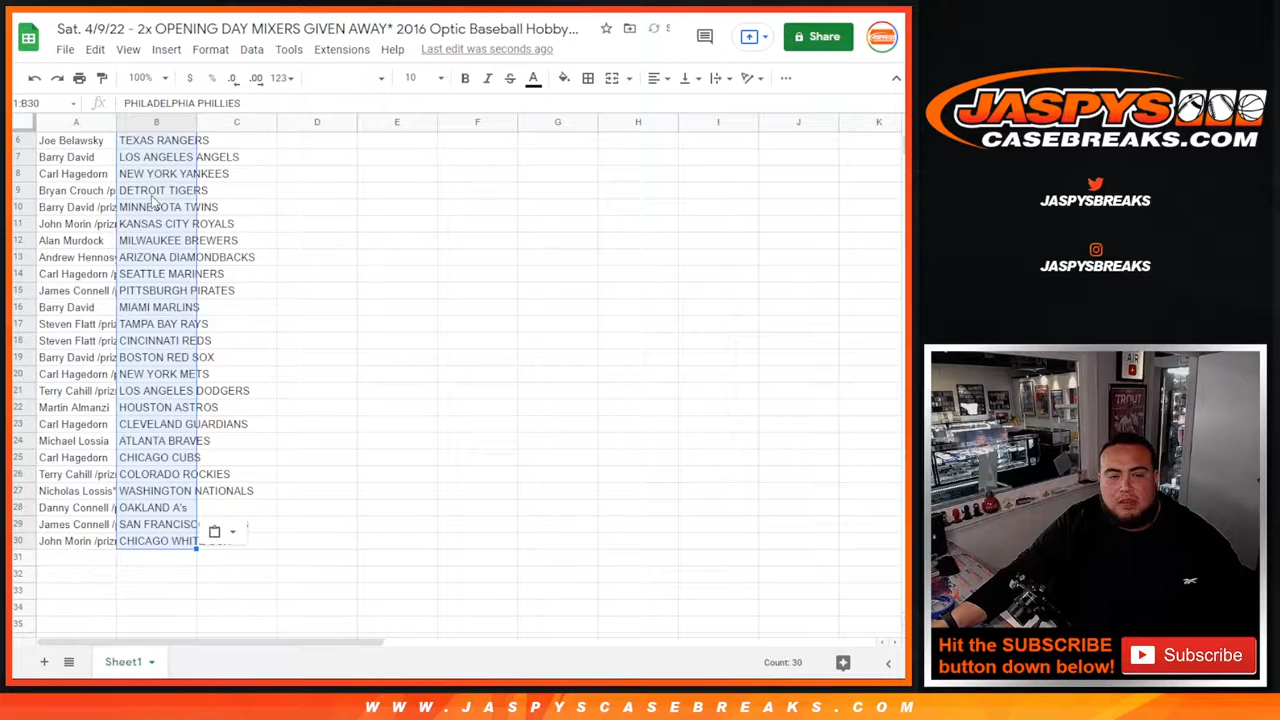 Sat. 4/9/22 - 2x OPENING DAY MIXERS GIVEN AWAY* 2016 Optic Baseball Hobby...
File Edit View Insert Format Data Tools Extensions Help Last edit was seconds ago
Share
100% $ % .0 .00 123 10 B I S A
1:B30 fx PHILADELPHIA PHILLIES
A B C D E F G H I J K
6 Joe Belawsky TEXAS RANGERS
7 Barry David LOS ANGELES ANGELS
8 Carl Hagedorn NEW YORK YANKEES
9 Bryan Crouch /p DETROIT TIGERS
10 Barry David /priz MINNESOTA TWINS
11 John Morin /priz KANSAS CITY ROYALS
12 Alan Murdock MILWAUKEE BREWERS
13 Andrew Hennos ARIZONA DIAMONDBACKS
14 Carl Hagedorn /p SEATTLE MARINERS
15 James Connell / PITTSBURGH PIRATES
16 Barry David MIAMI MARLINS
17 Steven Flatt /priz TAMPA BAY RAYS
18 Steven Flatt /priz CINCINNATI REDS
19 Barry David /priz BOSTON RED SOX
20 Carl Hagedorn /p NEW YORK METS
21 Terry Cahill /priz LOS ANGELES DODGERS
22 Martin Almanzi HOUSTON ASTROS
23 Carl Hagedorn CLEVELAND GUARDIANS
24 Michael Lossia ATLANTA BRAVES
25 Carl Hagedorn CHICAGO CUBS
26 Terry Cahill /priz COLORADO ROCKIES
27 Nicholas Lossis* WASHINGTON NATIONALS
28 Danny Connell / OAKLAND A's
29 James Connell / SAN FRANCISC
30 John Morin /priz CHICAGO WHIT
31
32
33
34
35
Sheet1
Count: 30
JASPYS
CASEBREAKS.COM
JASPYSBREAKS
JASPYSBREAKS
AIR
TROUT
Hit the SUBSCRIBE
button down below!
Subscribe
WWW.JASPYSCASEBREAKS.COM